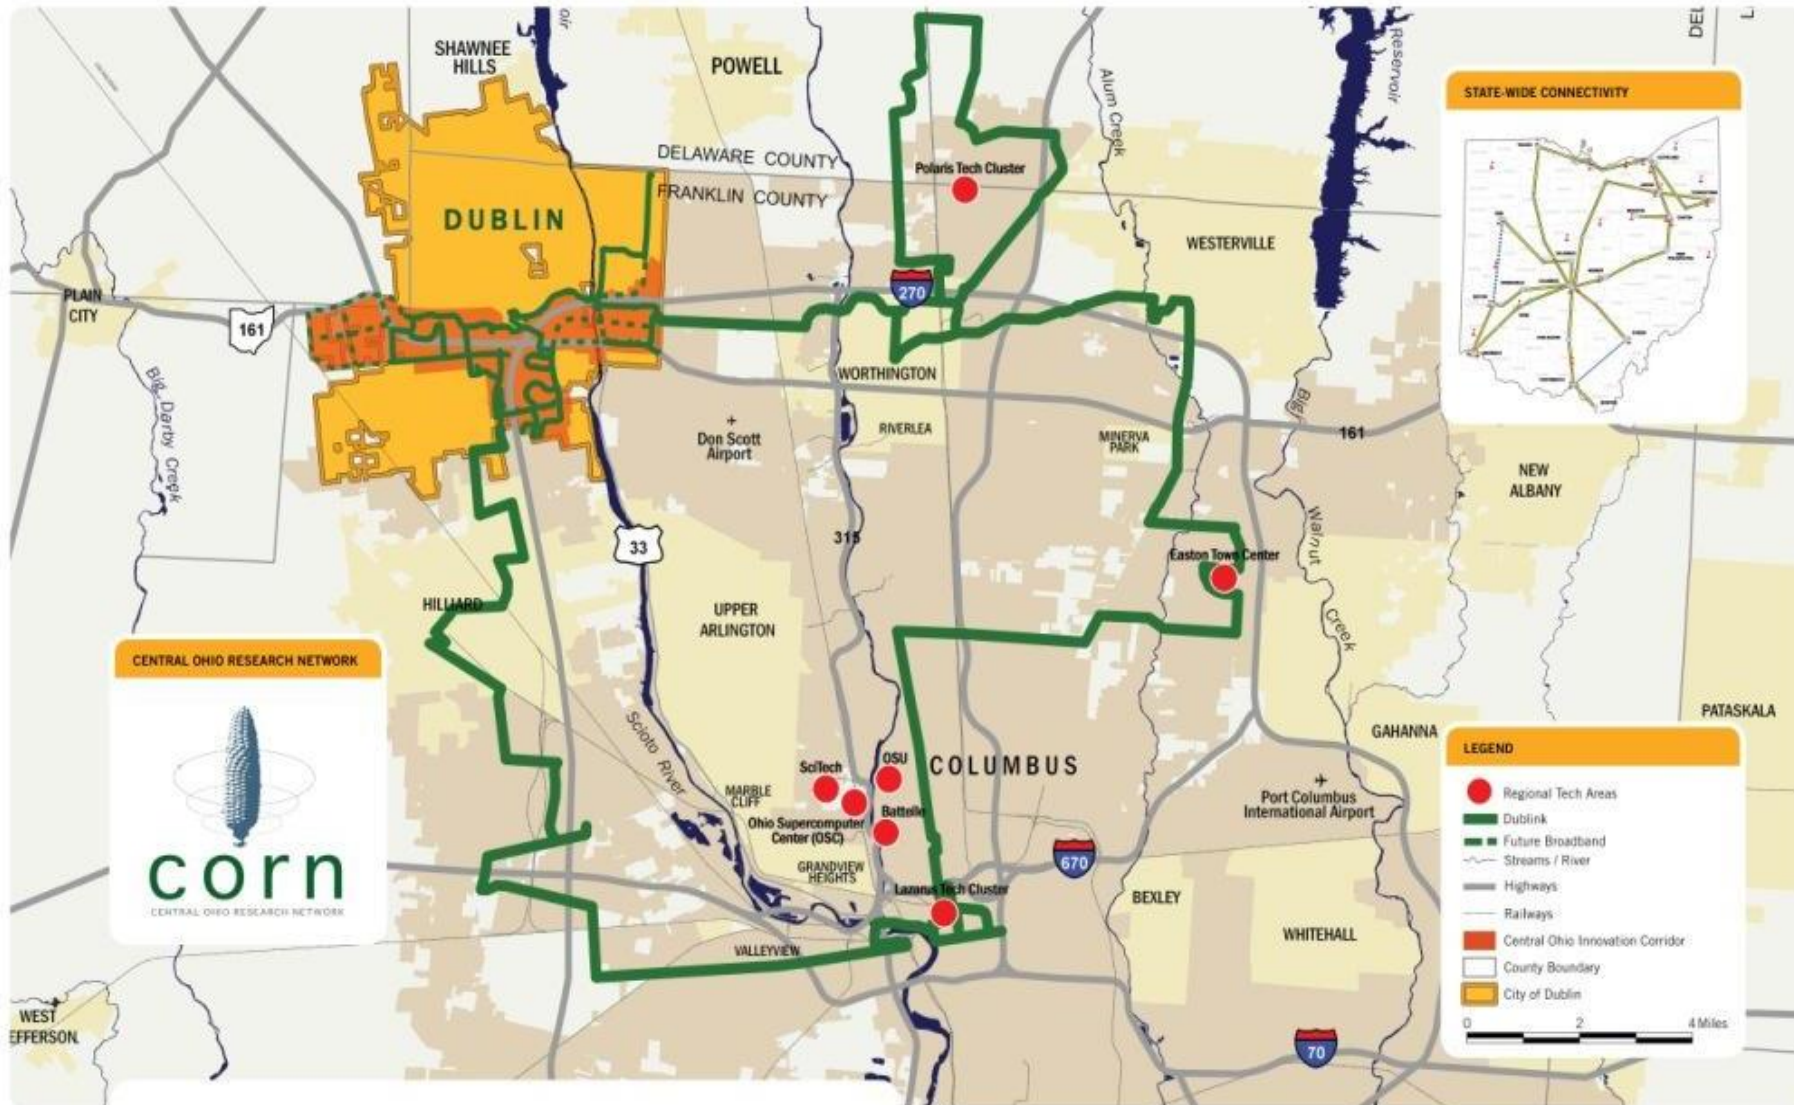 SHAWNEE
HILLS
POWELL
Alum Creek
Reservoir
STATE-WIDE CONNECTIVITY
DELAWARE COUNTY
FRANKLIN COUNTY
Polaris Tech Cluster
DUBLIN
WESTERVILLE
PLAIN
CITY
161
270
WORTHINGTON
Big Darby Creek
RIVERLEA
Don Scott
Airport
MINERVA
PARK
Big
161
NEW
ALBANY
33
315
Walnut
Creek
Easton Town Center
HILLIARD
UPPER
ARLINGTON
CENTRAL OHIO RESEARCH NETWORK
corn
CENTRAL OHIO RESEARCH NETWORK
Scioto River
PATASKALA
GAHANNA
LEGEND
Regional Tech Areas
Dublink
Future Broadband
Streams / River
Highways
Railways
Central Ohio Innovation Corridor
County Boundary
City of Dublin
0 2 4 Miles
SciTech
OSU
COLUMBUS
MARBLE
CLIFF
Battelle
Ohio Supercomputer
Center (OSC)
Port Columbus
International Airport
GRANDVIEW
HEIGHTS
670
Lazarus Tech Cluster
BEXLEY
WHITEHALL
VALLEYVIEW
WEST
EFFERSON
70